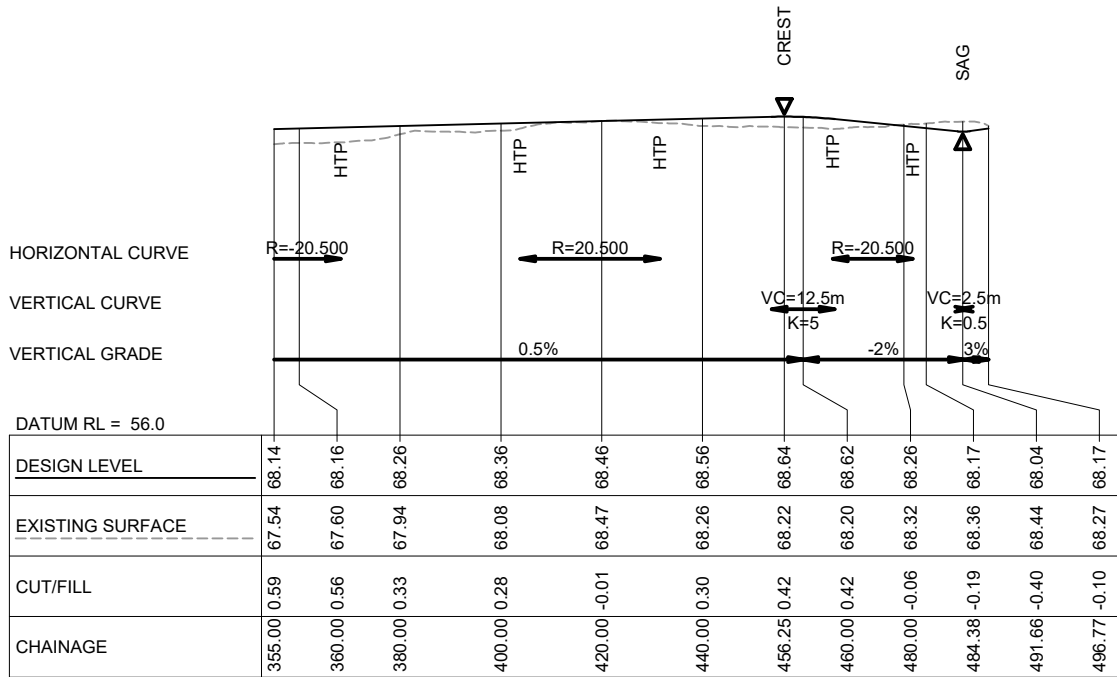 CREST
SAG
HTP HTP HTP HTP HTP
HORIZONTAL CURVE R=-20.500 R=20.500 R=-20.500
VERTICAL CURVE VC=12.5m VC=2.5m
K=5 K=0.5
VERTICAL GRADE 0.5% -2% 3%
DATUM RL = 56.0
DESIGN LEVEL 68.14 68.16 68.26 68.36 68.46 68.56 68.64 68.62 68.26 68.17 68.04 68.17
EXISTING SURFACE 67.54 67.60 67.94 68.08 68.47 68.26 68.22 68.20 68.32 68.36 68.44 68.27
CUT/FILL 0.59 0.56 0.33 0.28 -0.01 0.30 0.42 0.42 -0.06 -0.19 -0.40 -0.10
CHAINAGE 355.00 360.00 380.00 400.00 420.00 440.00 456.25 460.00 480.00 484.38 491.66 496.77